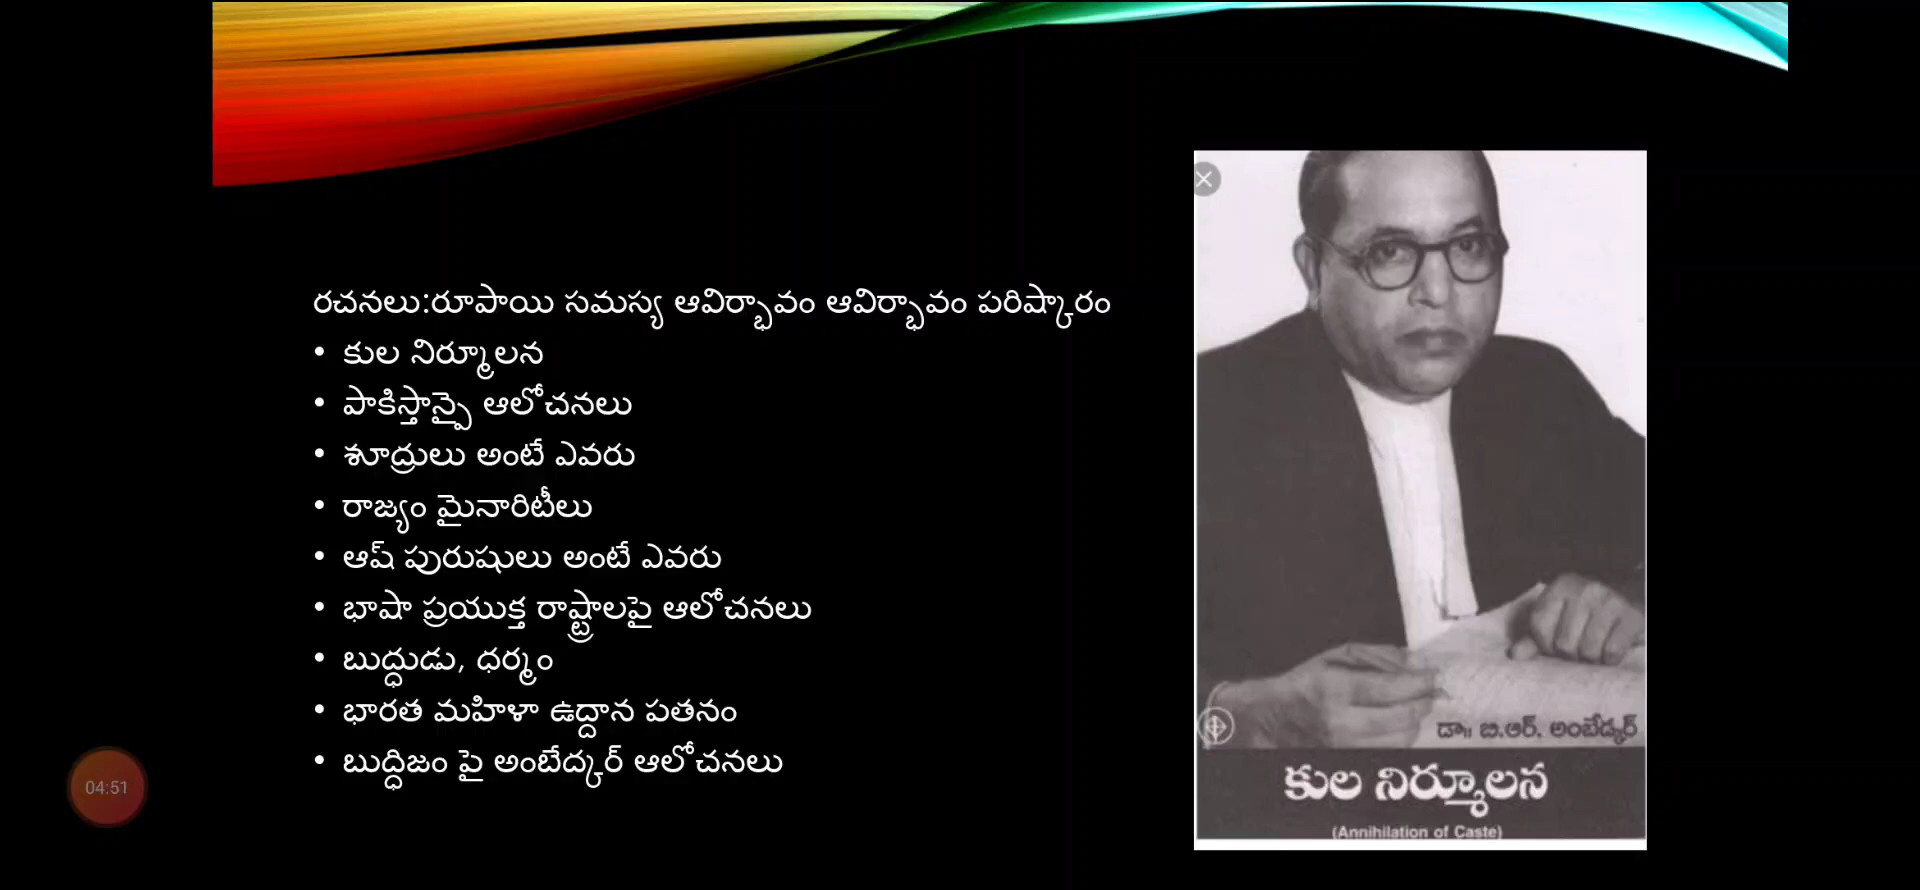 రచనలు:రూపాయి సమస్య ఆవిర్భావం ఆవిర్భావం పరిష్కారం
• కుల నిర్మూలన
• పాకిస్తాన్పై ఆలోచనలు
• శూద్రులు అంటే ఎవరు
• రాజ్యం మైనారిటీలు
• ఆష్ పురుషులు అంటే ఎవరు
• భాషా ప్రయుక్త రాష్ట్రాలపై ఆలోచనలు
• బుద్ధుడు, ధర్మం
• భారత మహిళా ఉద్దాన పతనం
• బుద్ధిజం పై అంబేద్కర్ ఆలోచనలు
డా॥ బి.ఆర్. అంబేడ్కర్
కుల నిర్మూలన
(Annihilation of Caste)
04:51